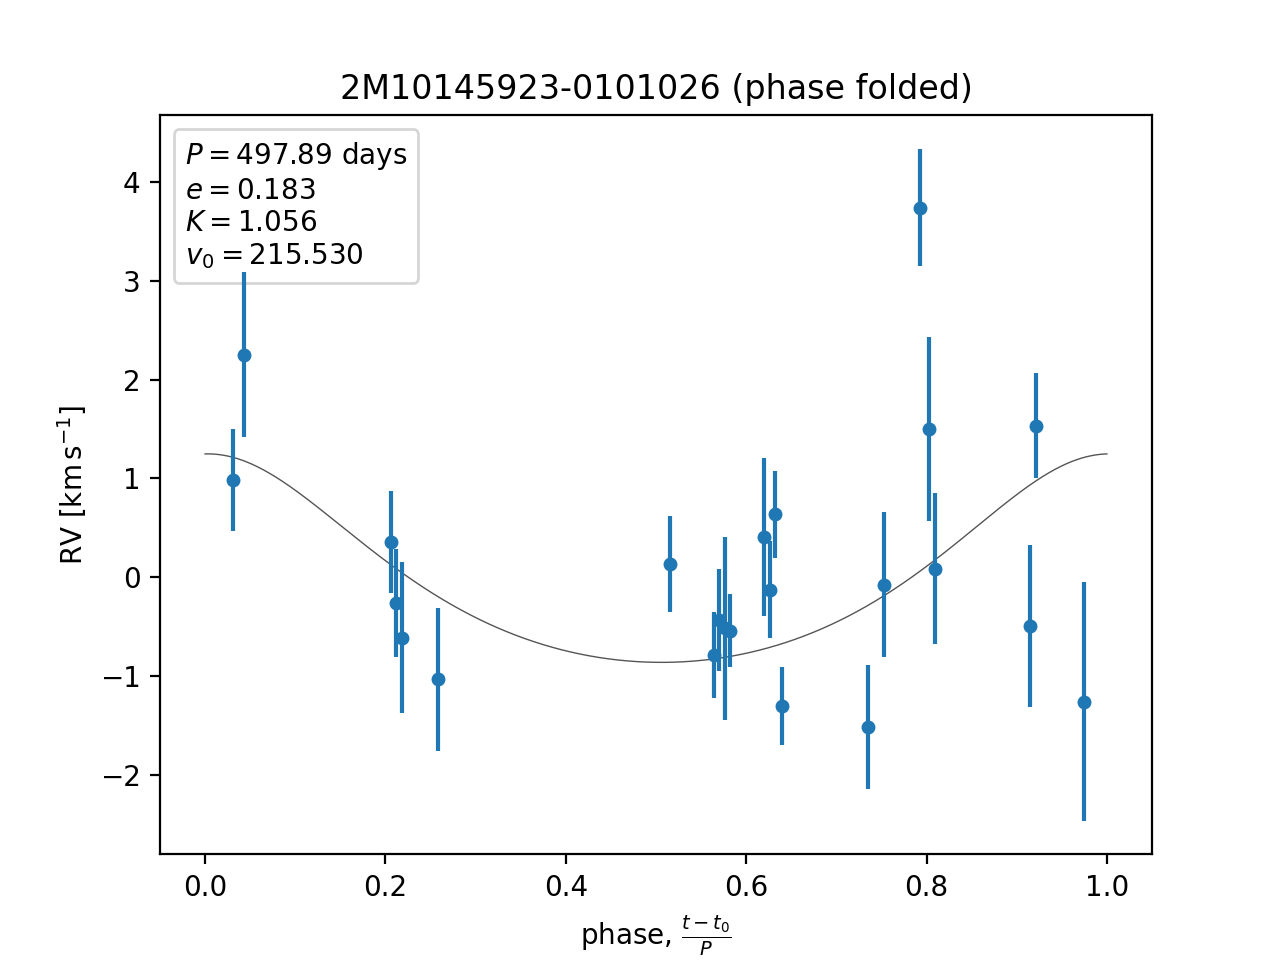 2M10145923-0101026 (phase folded)
P = 497.89 days
e = 0.183
K = 1.056
v₀ = 215.530
4
3
2
1
0
−1
−2
RV [km s⁻¹]
0.0 0.2 0.4 0.6 0.8 1.0
phase, (t − t₀)/P